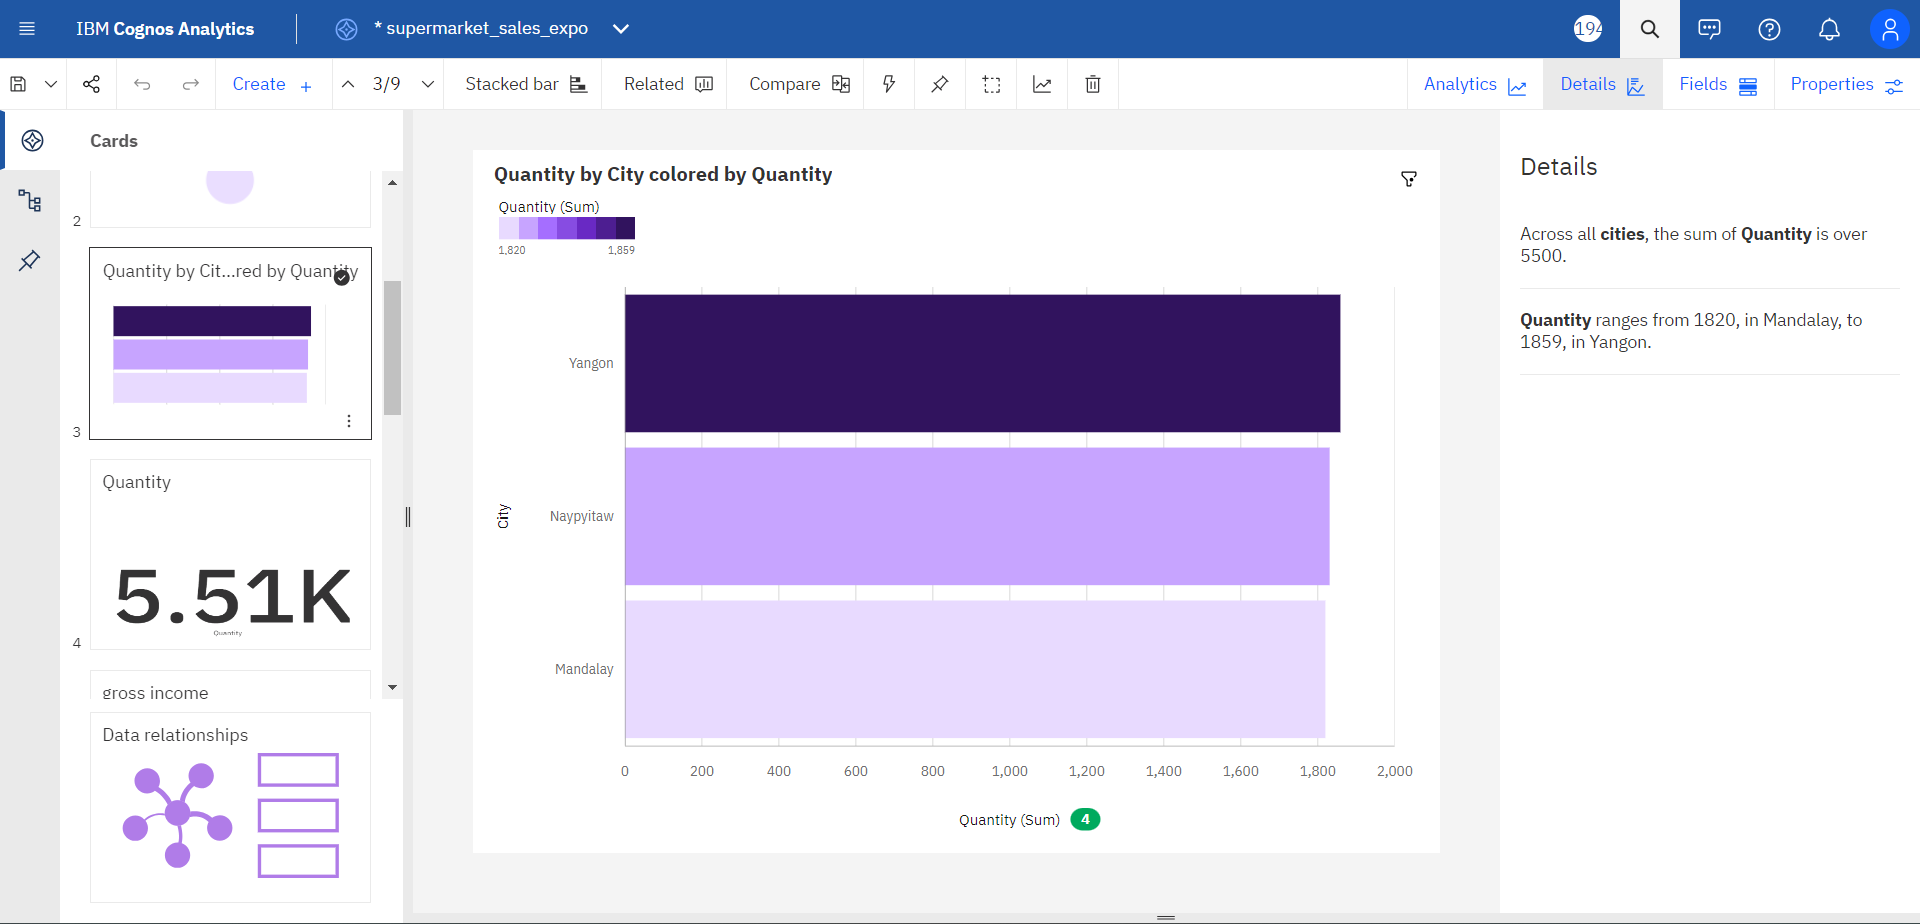 IBM Cognos Analytics
* supermarket_sales_expo
194
Create +
3/9
Stacked bar
Related
Compare
Analytics
Details
Fields
Properties
Cards
2
Quantity by Cit...red by Quantity
3
Quantity
5.51K
Quantity
4
gross income
Data relationships
Quantity by City colored by Quantity
Quantity (Sum)
1,820 1,859
City
Yangon
Naypyitaw
Mandalay
0 200 400 600 800 1,000 1,200 1,400 1,600 1,800 2,000
Quantity (Sum) 4
Details
Across all cities, the sum of Quantity is over
5500.
Quantity ranges from 1820, in Mandalay, to
1859, in Yangon.